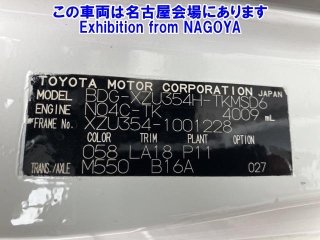 この車両は名古屋会場にあります
Exhibition from NAGOYA
TOYOTA MOTOR CORPORATION JAPAN
MODEL BDG-XZU354H-TKMSD6
ENGINE N04C-TK 4009 mL
FRAME No. XZU354-1001228
COLOR TRIM PLANT
058 LA18 P11
TRANS./AXLE M550 B16A 027